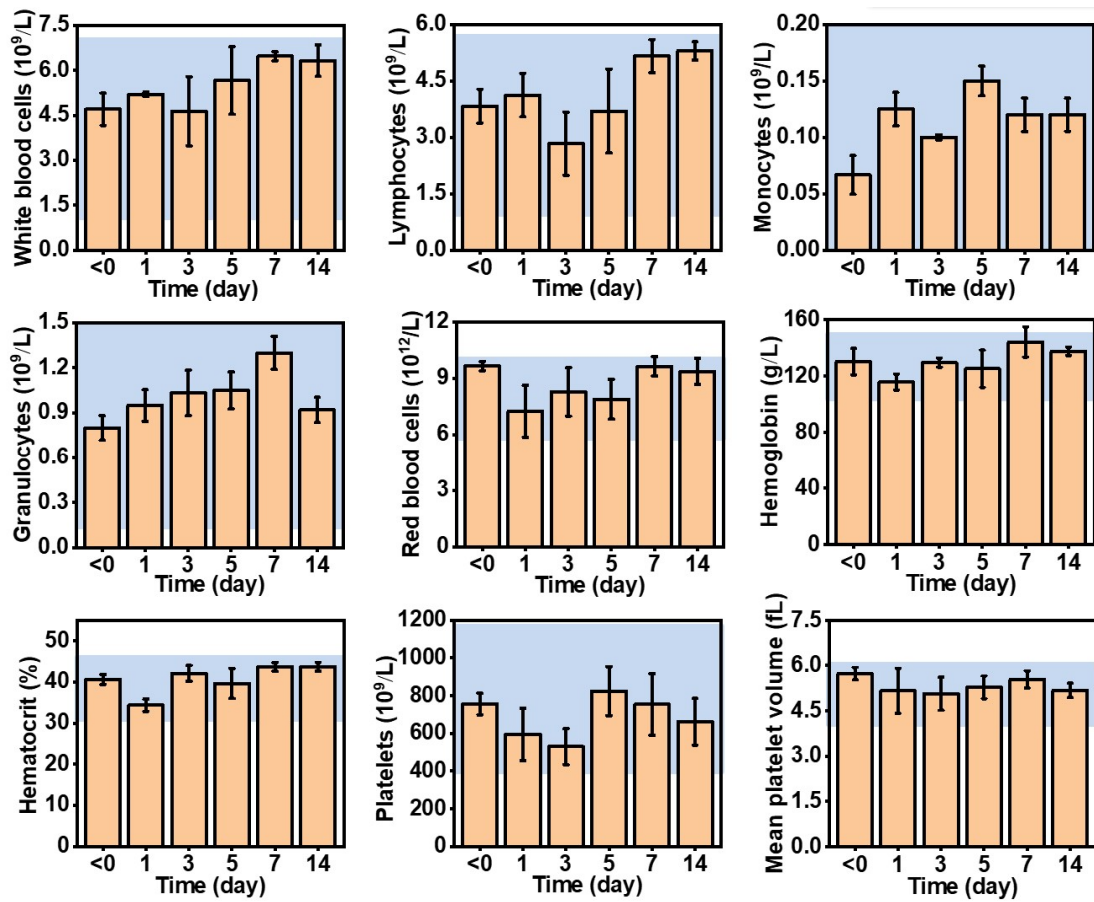 White blood cells (10⁹/L)
7.5
6.0
4.5
3.0
1.5
0.0
<0 1 3 5 7 14
Time (day)
Lymphocytes (10⁹/L)
6.0
4.5
3.0
1.5
0.0
<0 1 3 5 7 14
Time (day)
Monocytes (10⁹/L)
0.20
0.15
0.10
0.05
0.00
<0 1 3 5 7 14
Time (day)
Granulocytes (10⁹/L)
1.5
1.2
0.9
0.6
0.3
0.0
<0 1 3 5 7 14
Time (day)
Red blood cells (10¹²/L)
12
9
6
3
0
<0 1 3 5 7 14
Time (day)
Hemoglobin (g/L)
160
120
80
40
0
<0 1 3 5 7 14
Time (day)
Hematocrit (%)
50
40
30
20
10
0
<0 1 3 5 7 14
Time (day)
Platelets (10⁹/L)
1200
1000
800
600
400
200
0
<0 1 3 5 7 14
Time (day)
Mean platelet volume (fL)
7.5
6.0
4.5
3.0
1.5
0.0
<0 1 3 5 7 14
Time (day)